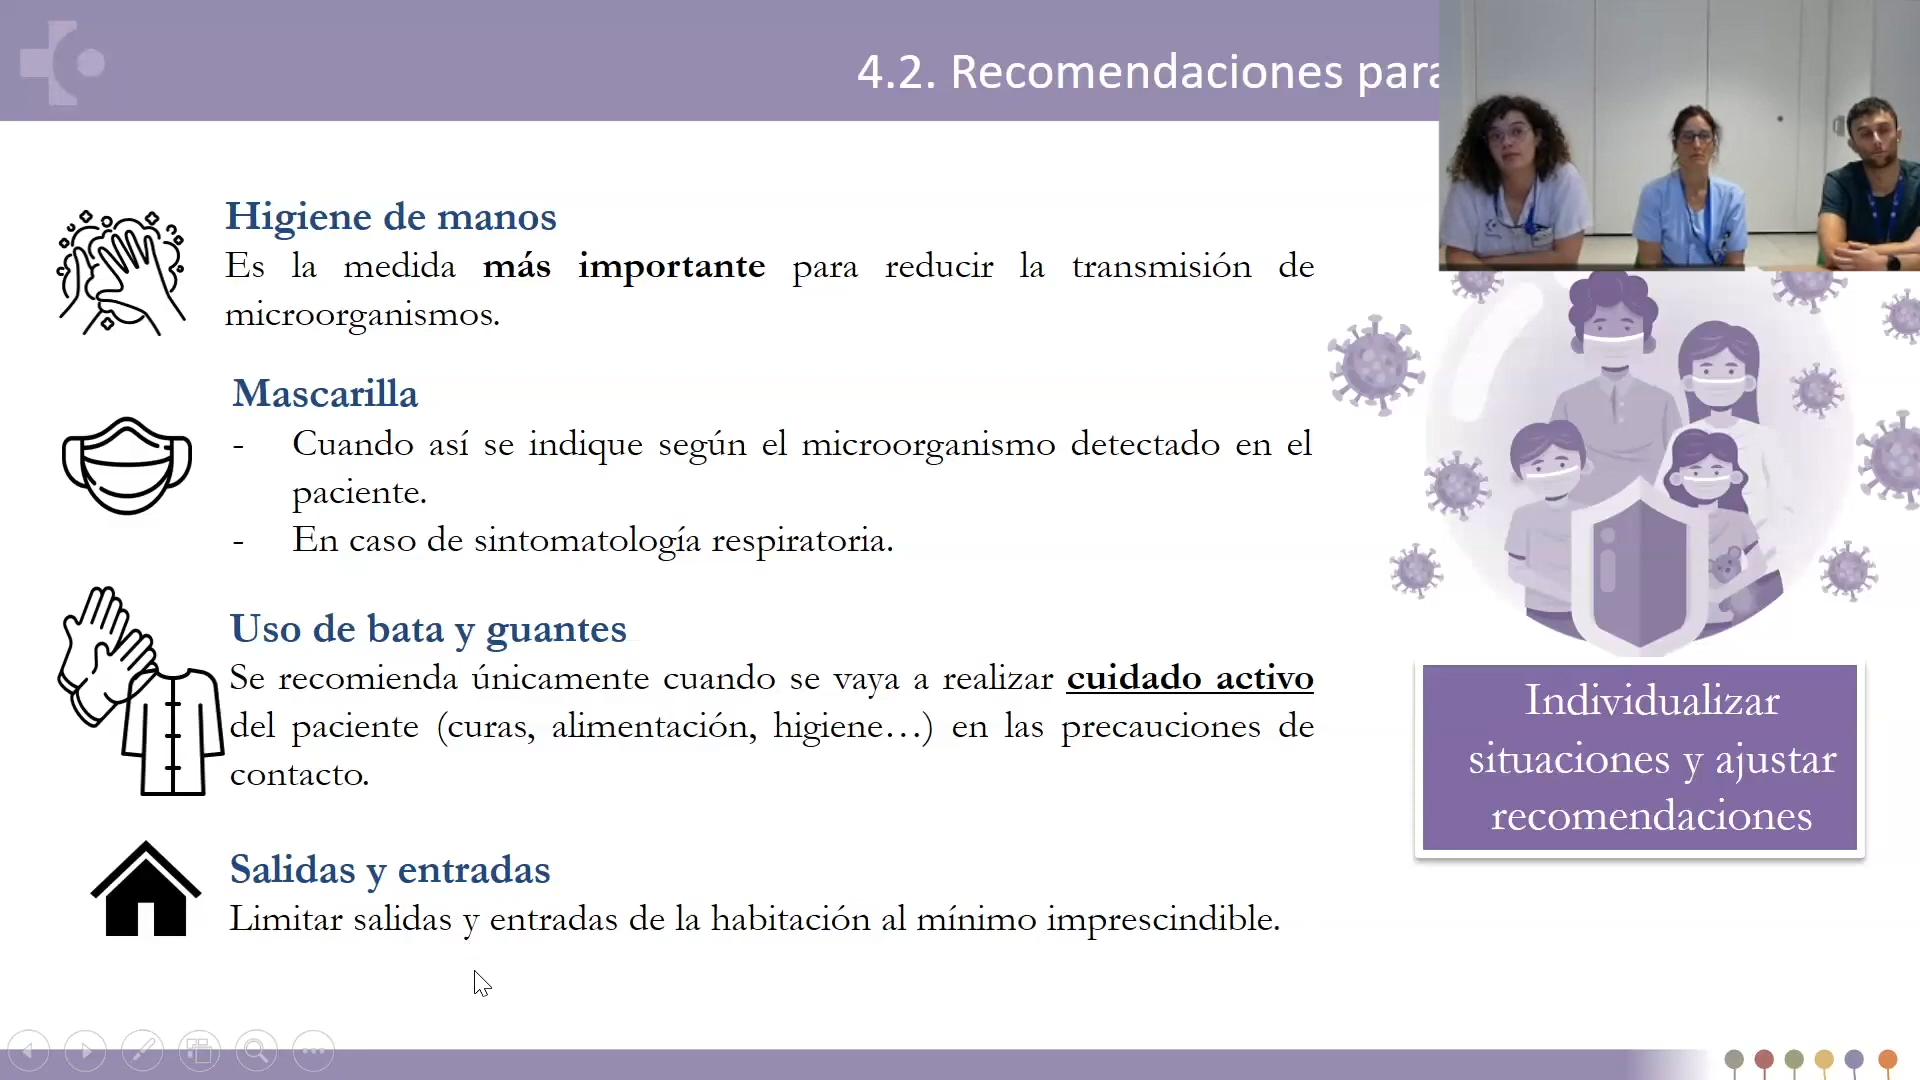 4.2. Recomendaciones para
Higiene de manos
Es la medida más importante para reducir la transmisión de
microorganismos.
Mascarilla
- Cuando así se indique según el microorganismo detectado en el
paciente.
- En caso de sintomatología respiratoria.
Uso de bata y guantes
Se recomienda únicamente cuando se vaya a realizar cuidado activo
del paciente (curas, alimentación, higiene…) en las precauciones de
contacto.
Salidas y entradas
Limitar salidas y entradas de la habitación al mínimo imprescindible.
Individualizar
situaciones y ajustar
recomendaciones